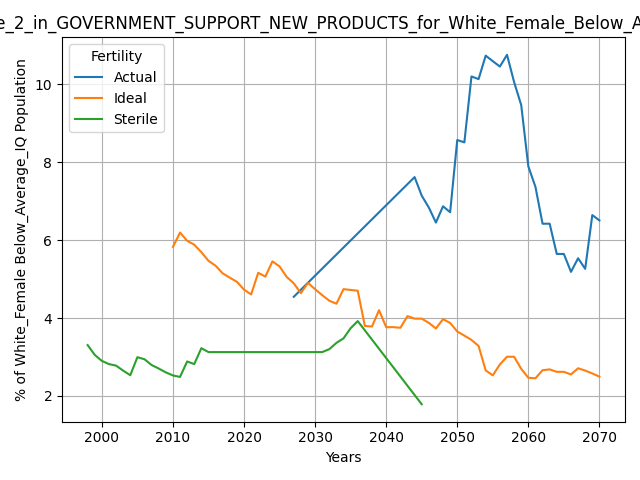 e_2_in_GOVERNMENT_SUPPORT_NEW_PRODUCTS_for_White_Female_Below_A
Fertility
Actual
Ideal
Sterile
% of White_Female Below_Average_IQ Population
10
8
6
4
2
2000 2010 2020 2030 2040 2050 2060 2070
Years